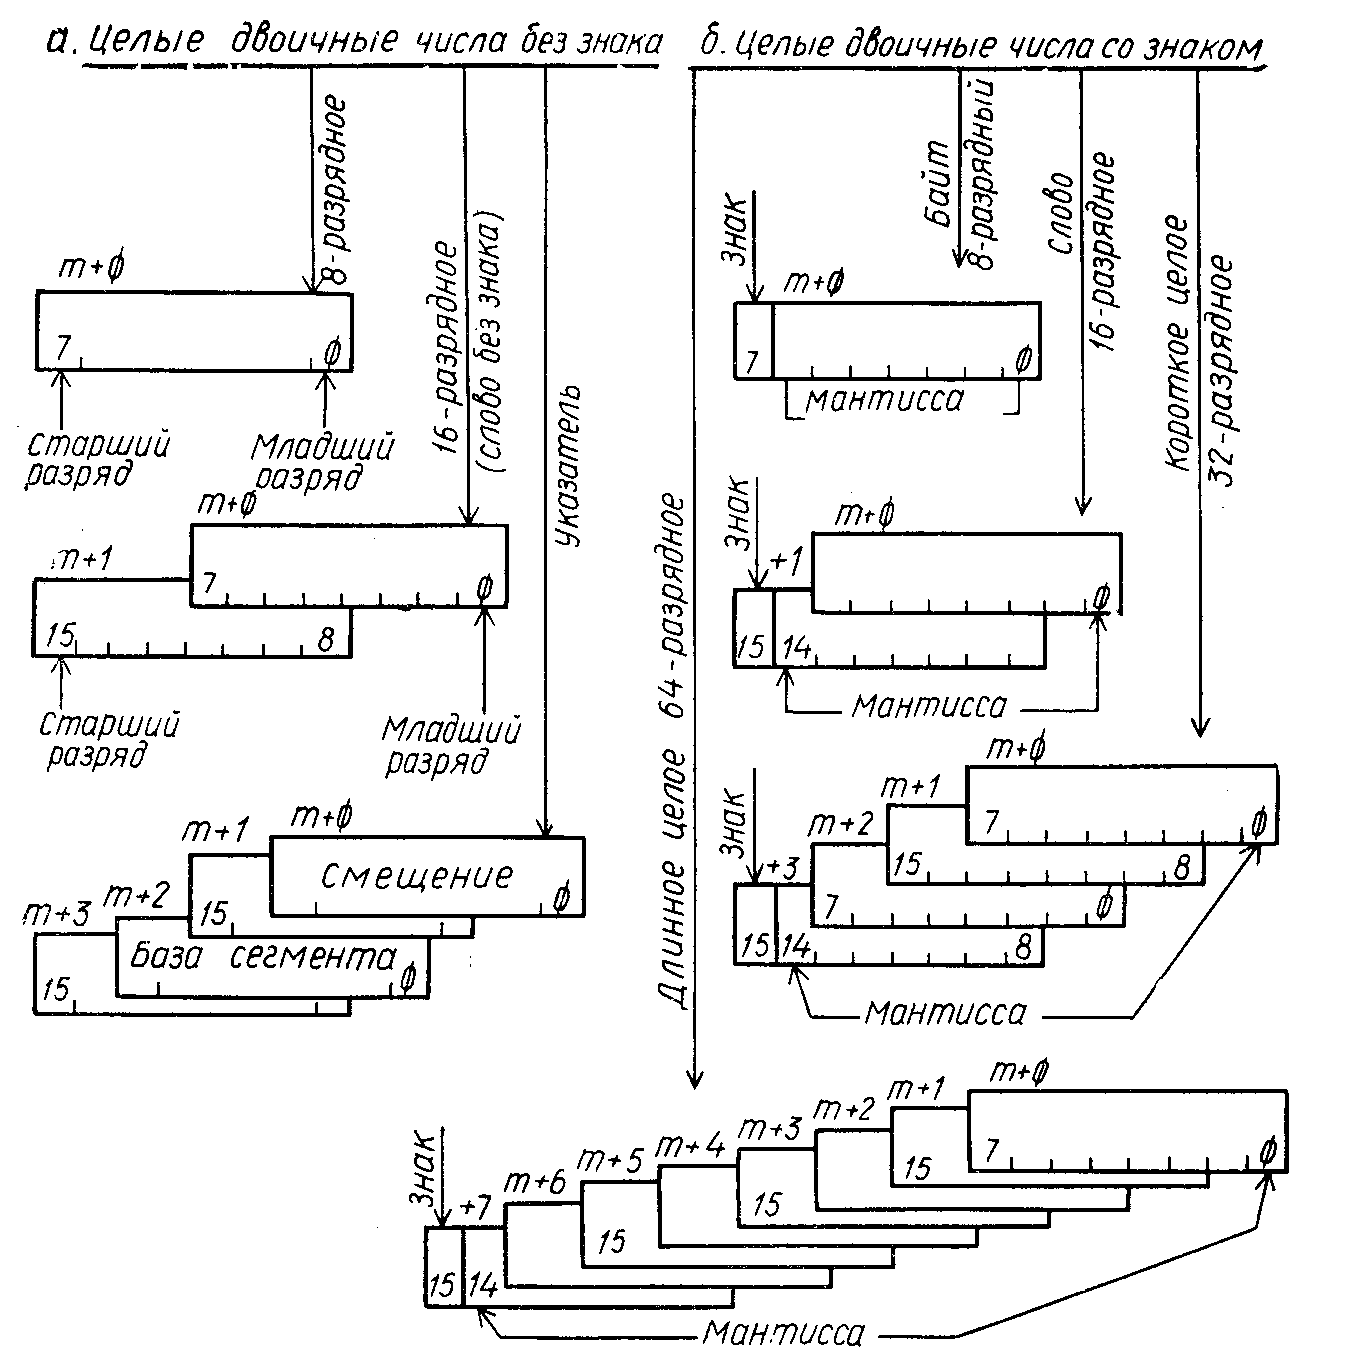 а. Целые двоичные числа без знака
8-разрядное
16-разрядное
(слово без знака)
указатель
m+0
7
0
Старший
разряд
Младший
разряд
m+0
m+1
7
0
15
8
Старший
разряд
Младший
разряд
m+0
m+1
m+2
m+3
Смещение
0
15
База сегмента
0
15
б. Целые двоичные числа со знаком
Длинное целое 64-разрядное
Байт
8-разрядный
Слово
16-разрядное
Короткое целое
32-разрядное
Знак
m+0
7
0
Мантисса
Знак
+1
m+0
0
15
14
Мантисса
Знак
+3
m+2
m+1
m+0
7
0
15
8
7
0
15
14
8
Мантисса
Знак
+7
m+6
m+5
m+4
m+3
m+2
m+1
m+0
7
0
15
15
15
15
14
Мантисса